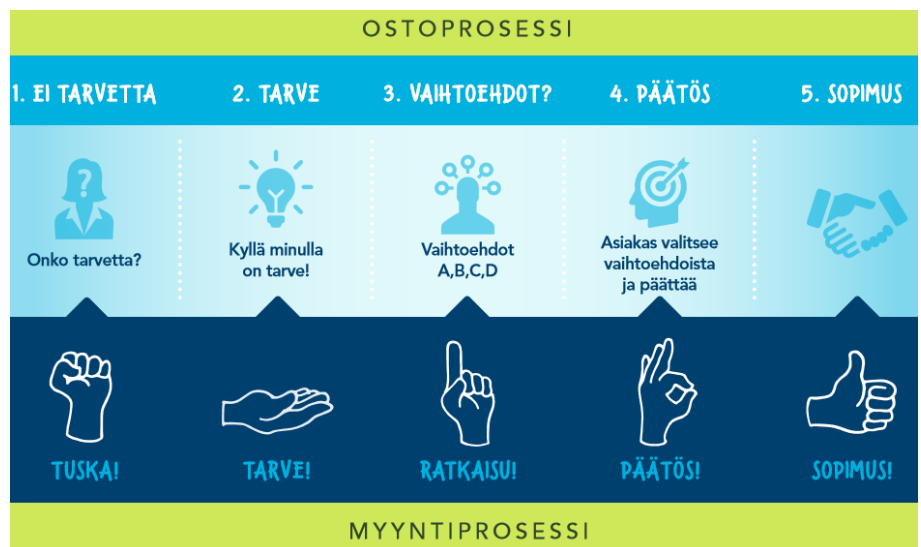 OSTOPROSESSI
1. EI TARVETTA
2. TARVE
3. VAIHTOEHDOT?
4. PÄÄTÖS
5. SOPIMUS
?
Onko tarvetta?
Kyllä minulla
on tarve!
Vaihtoehdot
A,B,C,D
Asiakas valitsee
vaihtoehdoista
ja päättää
TUSKA!
TARVE!
RATKAISU!
PÄÄTÖS!
SOPIMUS!
MYYNTIPROSESSI